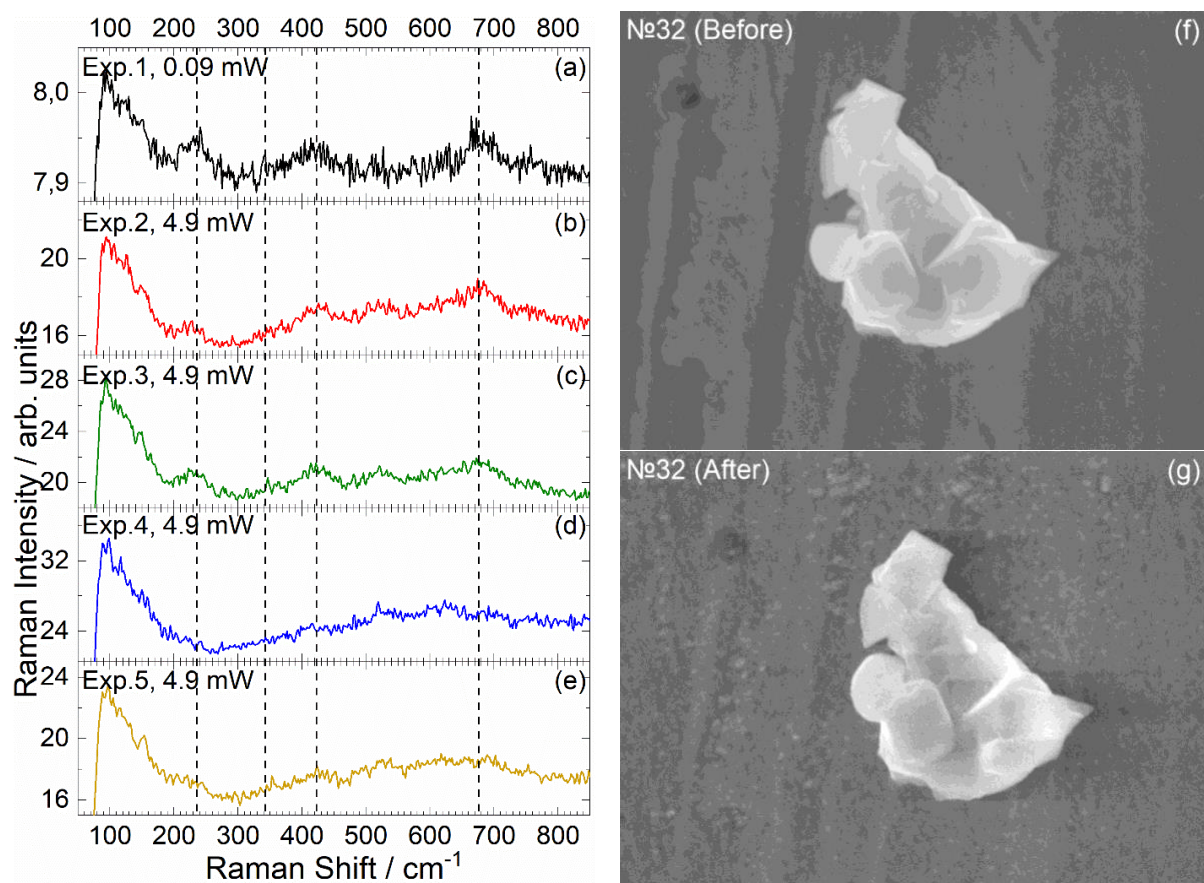 100 200 300 400 500 600 700 800
Exp.1, 0.09 mW (a)
8,0
7,9
Exp.2, 4.9 mW (b)
20
16
Exp.3, 4.9 mW (c)
28
24
20
Exp.4, 4.9 mW (d)
32
24
Exp.5, 4.9 mW (e)
24
20
16
100 200 300 400 500 600 700 800
Raman Shift / cm⁻¹
Raman Intensity / arb. units
№32 (Before) (f)
№32 (After) (g)